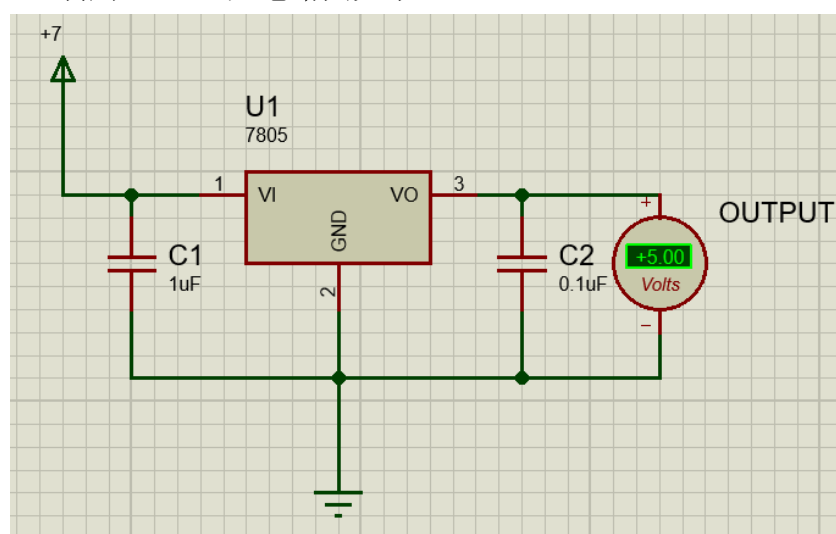 +7
U1
7805
1
VI
VO
3
GND
2
C1
1uF
C2
0.1uF
+
+5.00
Volts
−
OUTPUT